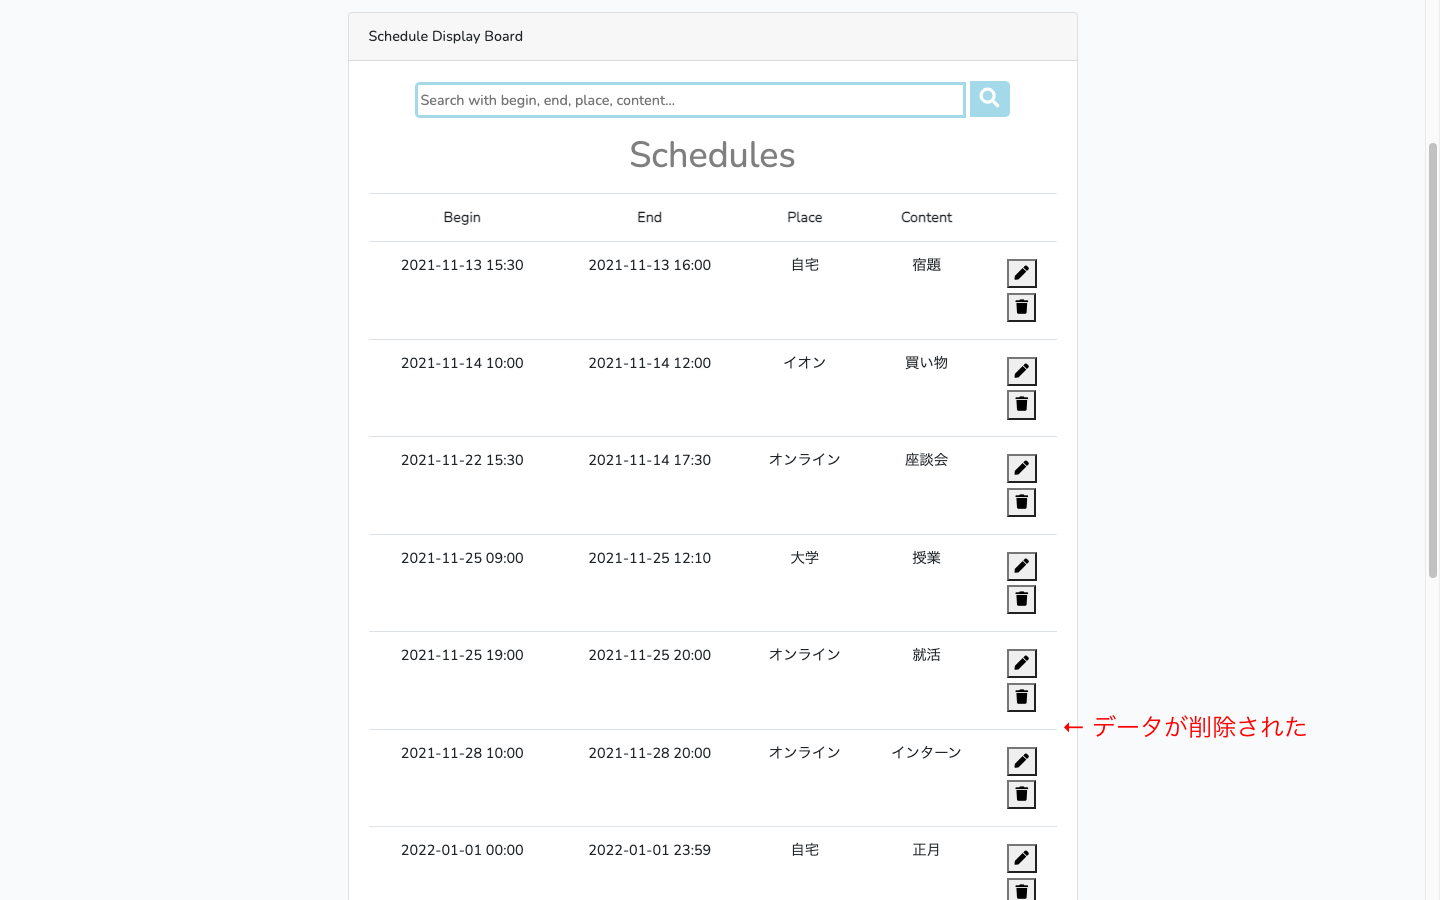 Schedule Display Board
Search with begin, end, place, content...
Schedules
Begin End Place Content
2021-11-13 15:30 2021-11-13 16:00 自宅 宿題
2021-11-14 10:00 2021-11-14 12:00 イオン 買い物
2021-11-22 15:30 2021-11-14 17:30 オンライン 座談会
2021-11-25 09:00 2021-11-25 12:10 大学 授業
2021-11-25 19:00 2021-11-25 20:00 オンライン 就活
← データが削除された
2021-11-28 10:00 2021-11-28 20:00 オンライン インターン
2022-01-01 00:00 2022-01-01 23:59 自宅 正月